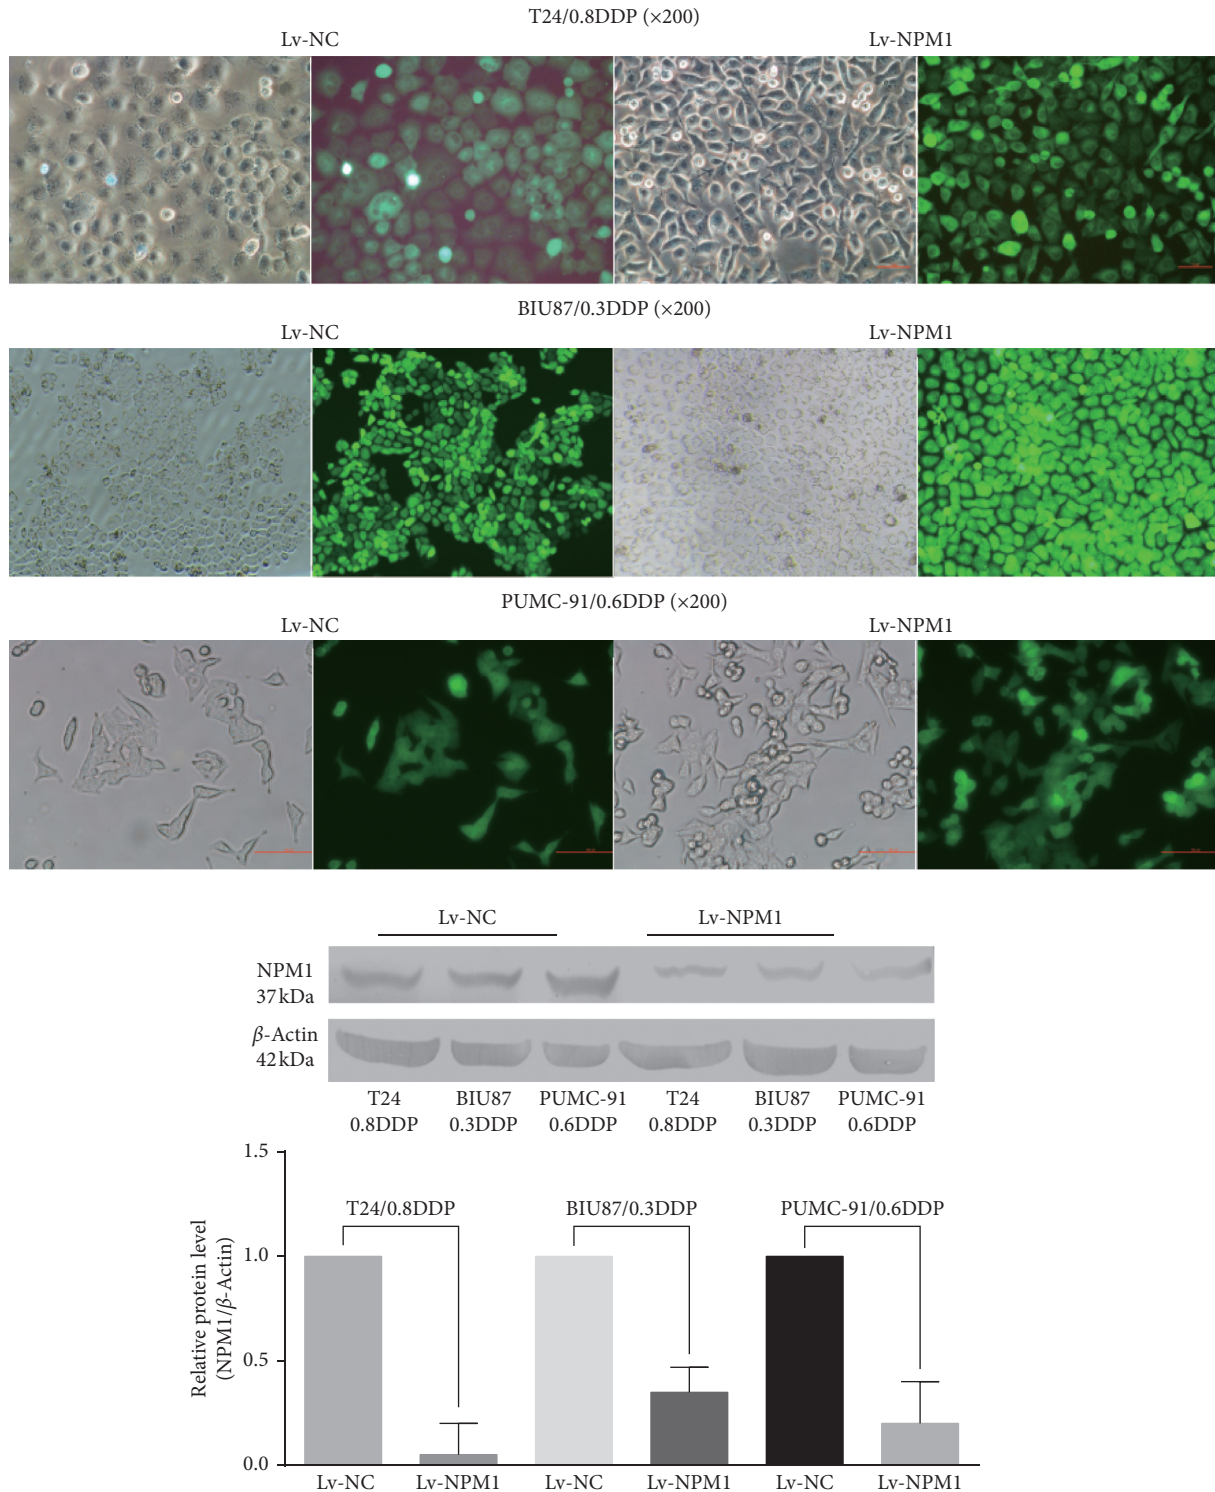 T24/0.8DDP (×200)
Lv-NC Lv-NPM1
BIU87/0.3DDP (×200)
Lv-NC Lv-NPM1
PUMC-91/0.6DDP (×200)
Lv-NC Lv-NPM1
Lv-NC Lv-NPM1
NPM1
37 kDa
β-Actin
42 kDa
T24 BIU87 PUMC-91 T24 BIU87 PUMC-91
0.8DDP 0.3DDP 0.6DDP 0.8DDP 0.3DDP 0.6DDP
1.5
T24/0.8DDP BIU87/0.3DDP PUMC-91/0.6DDP
1.0
Relative protein level
(NPM1/β-Actin)
0.5
0.0
Lv-NC Lv-NPM1 Lv-NC Lv-NPM1 Lv-NC Lv-NPM1